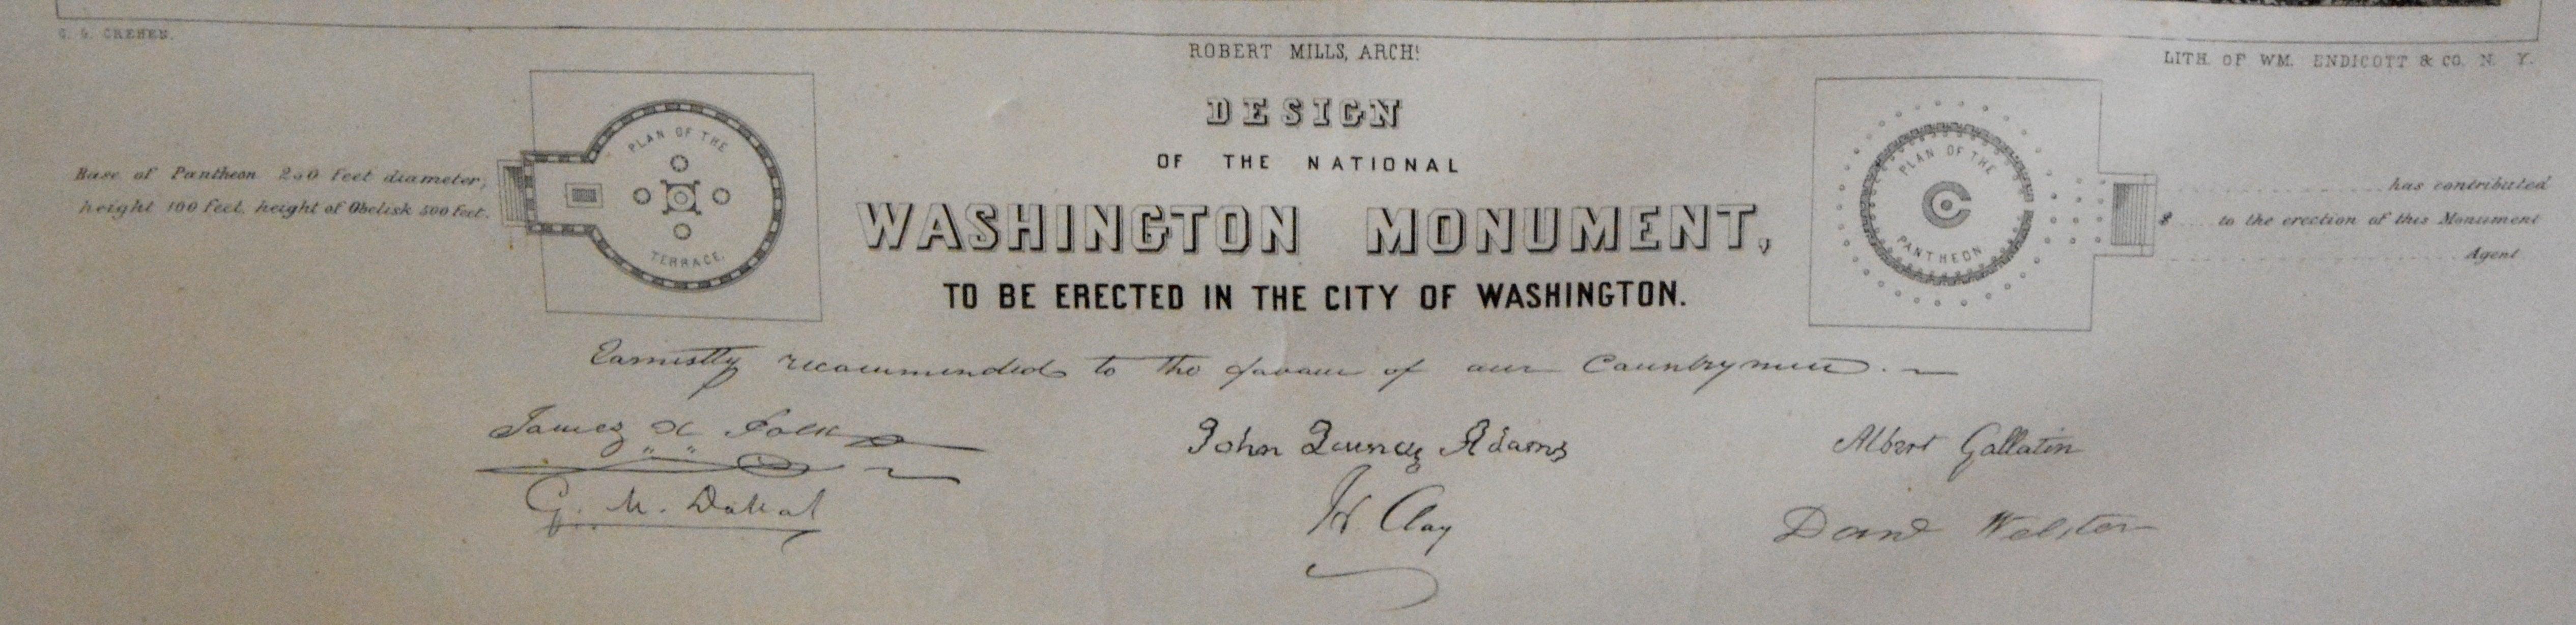 C. G. CREHEN.
ROBERT MILLS, ARCHT.
LITH. OF WM. ENDICOTT & CO. N. Y.
DESIGN
OF THE NATIONAL
WASHINGTON MONUMENT,
TO BE ERECTED IN THE CITY OF WASHINGTON.
Base of Pantheon 200 feet diameter,
height 100 feet, height of Obelisk 500 feet.
PLAN OF THE
TERRACE.
PLAN OF THE
PANTHEON
has contributed
$ to the erection of this Monument
Agent
Earnestly recommended to the favour of our Countrymen.
James K Polk
John Quincy Adams
Albert Gallatin
G. M. Dallas
H. Clay
Danl Webster